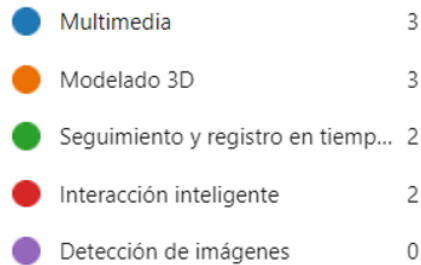 Multimedia 3
Modelado 3D 3
Seguimiento y registro en tiemp... 2
Interacción inteligente 2
Detección de imágenes 0